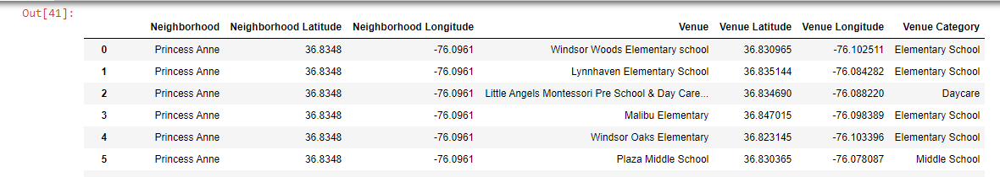 Out[41]:
Neighborhood Neighborhood Latitude Neighborhood Longitude Venue Venue Latitude Venue Longitude Venue Category
0 Princess Anne 36.8348 -76.0961 Windsor Woods Elementary school 36.830965 -76.102511 Elementary School
1 Princess Anne 36.8348 -76.0961 Lynnhaven Elementary School 36.835144 -76.084282 Elementary School
2 Princess Anne 36.8348 -76.0961 Little Angels Montessori Pre School & Day Care... 36.834690 -76.088220 Daycare
3 Princess Anne 36.8348 -76.0961 Malibu Elementary 36.847015 -76.098389 Elementary School
4 Princess Anne 36.8348 -76.0961 Windsor Oaks Elementary 36.823145 -76.103396 Elementary School
5 Princess Anne 36.8348 -76.0961 Plaza Middle School 36.830365 -76.078087 Middle School